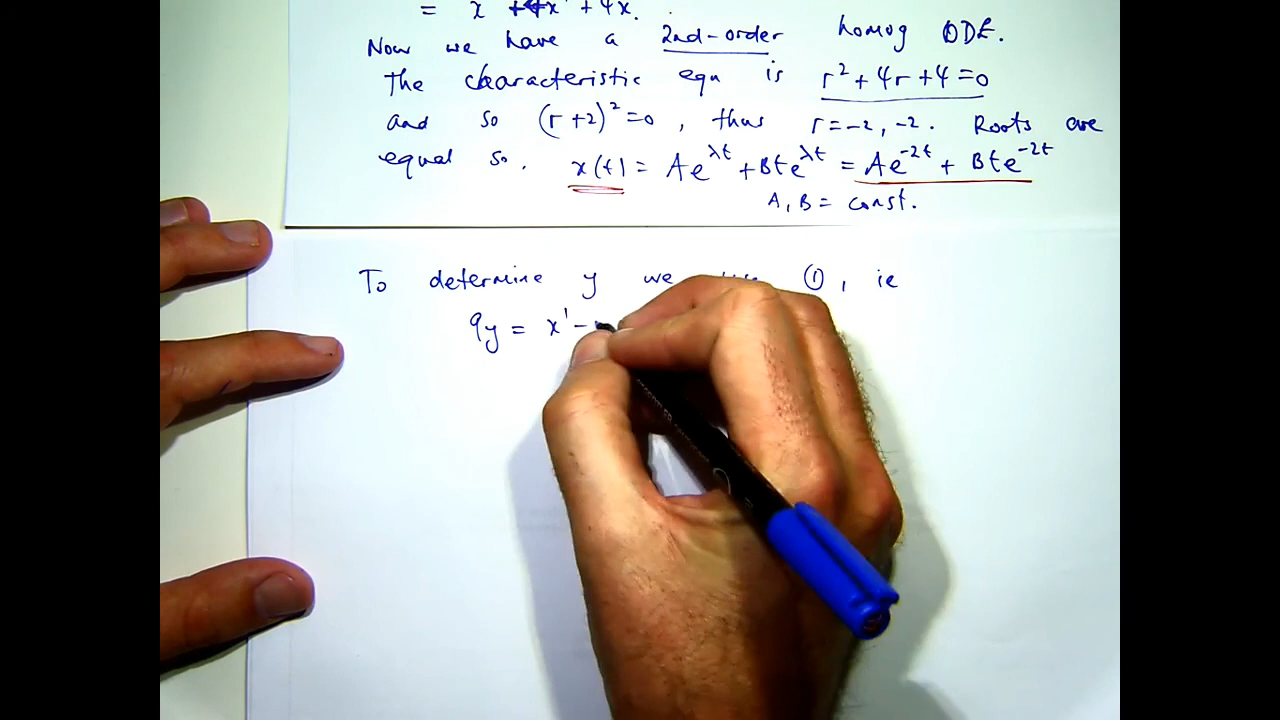 = x'' + 4x' + 4x.
Now we have a 2nd-order homog ODE.
The characteristic eqn is r² + 4r + 4 = 0
and so (r+2)² = 0, thus r = -2, -2. Roots are
equal so. x(t) = Ae^λt + Bte^λt = Ae^-2t + Bte^-2t
A, B = const.
To determine y we use ①, ie
9y = x' -